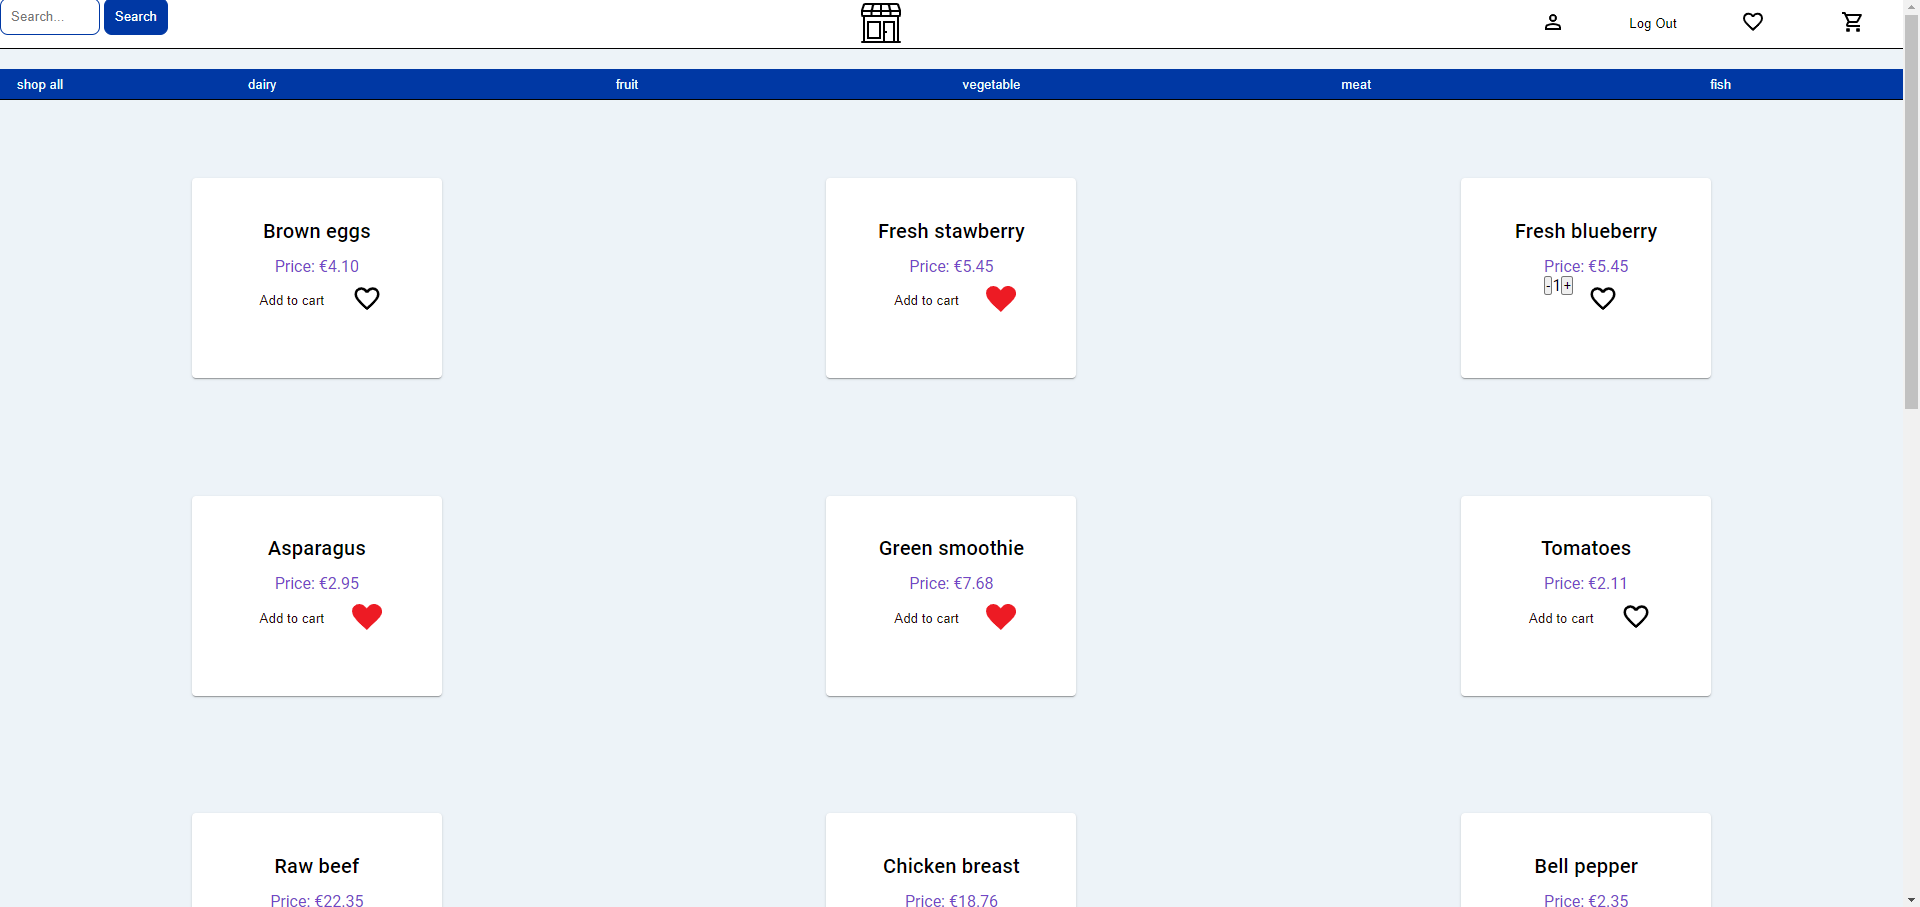 Search...
Search
Log Out
shop all
dairy
fruit
vegetable
meat
fish
Brown eggs
Price: €4.10
Add to cart
Fresh stawberry
Price: €5.45
Add to cart
Fresh blueberry
Price: €5.45
-1+
Asparagus
Price: €2.95
Add to cart
Green smoothie
Price: €7.68
Add to cart
Tomatoes
Price: €2.11
Add to cart
Raw beef
Price: €22.35
Chicken breast
Price: €18.76
Bell pepper
Price: €2.35